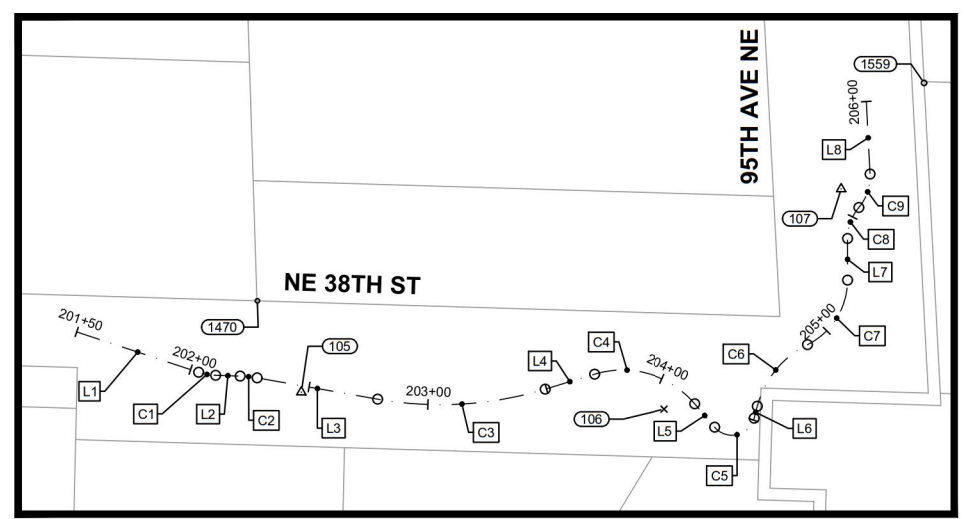 95TH AVE NE
1559
206+00
L8
107
C9
C8
L7
NE 38TH ST
201+50
1470
202+00
105
205+00
C7
C6
C4
L4
204+00
203+00
L1
C1
L2
C2
L3
C3
106
L5
L6
C5